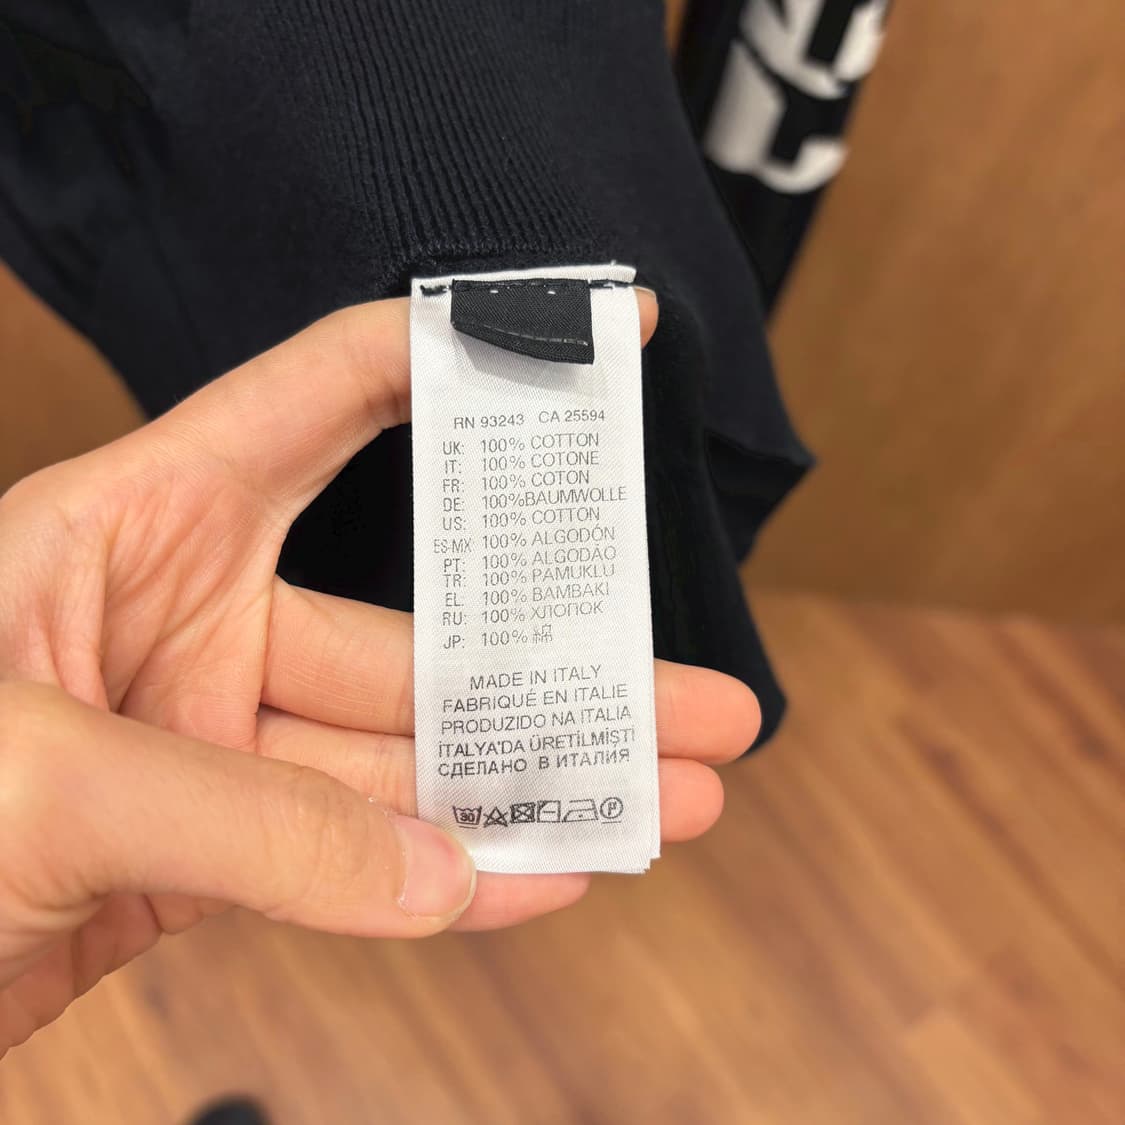 RN 93243 CA 25594
UK: 100% COTTON
IT: 100% COTONE
FR: 100% COTON
DE: 100%BAUMWOLLE
US: 100% COTTON
ES-MX: 100% ALGODÓN
PT: 100% ALGODÃO
TR: 100% PAMUKLU
EL: 100% BAMBAKI
RU: 100% ХЛОПОК
JP: 100% 綿
MADE IN ITALY
FABRIQUÉ EN ITALIE
PRODUZIDO NA ITALIA
İTALYA'DA ÜRETİLMİŞTİ
СДЕЛАНО В ИТАЛИЯ
30
P